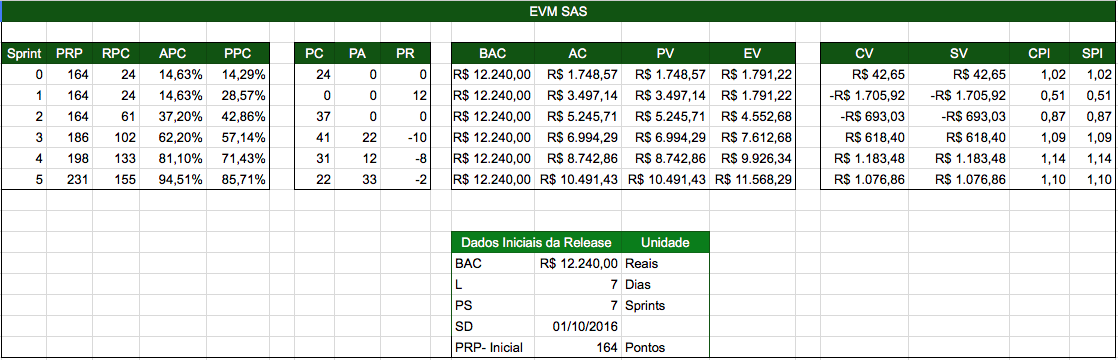 EVM SAS
Sprint PRP RPC APC PPC PC PA PR BAC AC PV EV CV SV CPI SPI
0 164 24 14,63% 14,29% 24 0 0 R$ 12.240,00 R$ 1.748,57 R$ 1.748,57 R$ 1.791,22 R$ 42,65 R$ 42,65 1,02 1,02
1 164 24 14,63% 28,57% 0 0 12 R$ 12.240,00 R$ 3.497,14 R$ 3.497,14 R$ 1.791,22 -R$ 1.705,92 -R$ 1.705,92 0,51 0,51
2 164 61 37,20% 42,86% 37 0 0 R$ 12.240,00 R$ 5.245,71 R$ 5.245,71 R$ 4.552,68 -R$ 693,03 -R$ 693,03 0,87 0,87
3 186 102 62,20% 57,14% 41 22 -10 R$ 12.240,00 R$ 6.994,29 R$ 6.994,29 R$ 7.612,68 R$ 618,40 R$ 618,40 1,09 1,09
4 198 133 81,10% 71,43% 31 12 -8 R$ 12.240,00 R$ 8.742,86 R$ 8.742,86 R$ 9.926,34 R$ 1.183,48 R$ 1.183,48 1,14 1,14
5 231 155 94,51% 85,71% 22 33 -2 R$ 12.240,00 R$ 10.491,43 R$ 10.491,43 R$ 11.568,29 R$ 1.076,86 R$ 1.076,86 1,10 1,10
Dados Iniciais da Release Unidade
BAC R$ 12.240,00 Reais
L 7 Dias
PS 7 Sprints
SD 01/10/2016
PRP- Inicial 164 Pontos